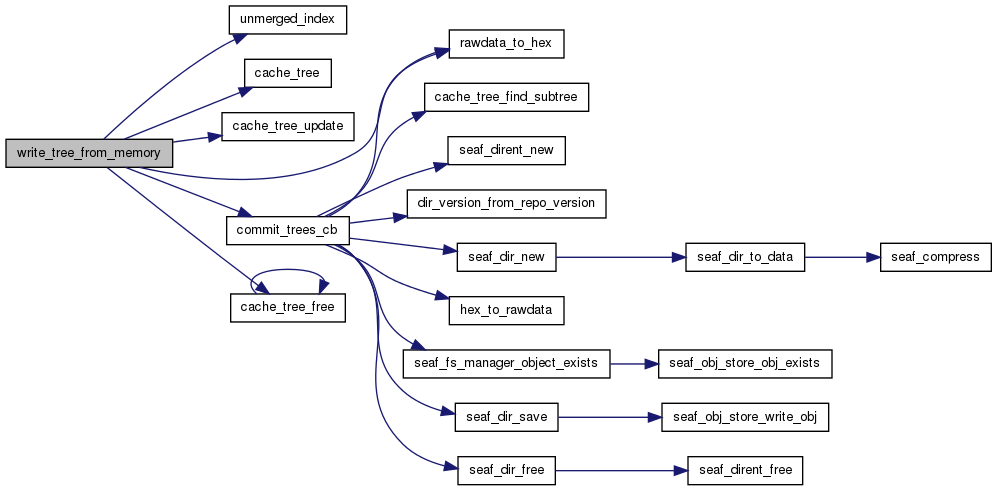 unmerged_index
rawdata_to_hex
cache_tree
cache_tree_find_subtree
cache_tree_update
write_tree_from_memory
seaf_dirent_new
dir_version_from_repo_version
commit_trees_cb
seaf_dir_new
seaf_dir_to_data
seaf_compress
cache_tree_free
hex_to_rawdata
seaf_fs_manager_object_exists
seaf_obj_store_obj_exists
seaf_dir_save
seaf_obj_store_write_obj
seaf_dir_free
seaf_dirent_free